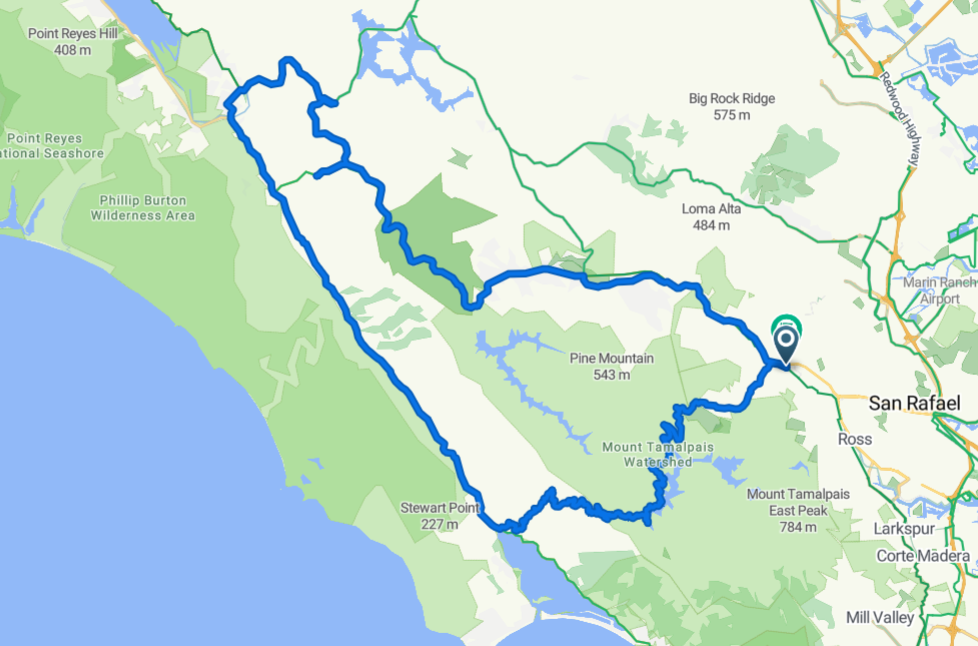 Point Reyes Hill
408 m
Redwood Highway
Big Rock Ridge
575 m
Point Reyes
tional Seashore
Phillip Burton
Wilderness Area
Loma Alta
484 m
Marin Ranch
Airport
Pine Mountain
543 m
San Rafael
Ross
Mount Tamalpais
Watershed
Mount Tamalpais
East Peak
784 m
Stewart Point
227 m
Larkspur
Corte Madera
Mill Valley